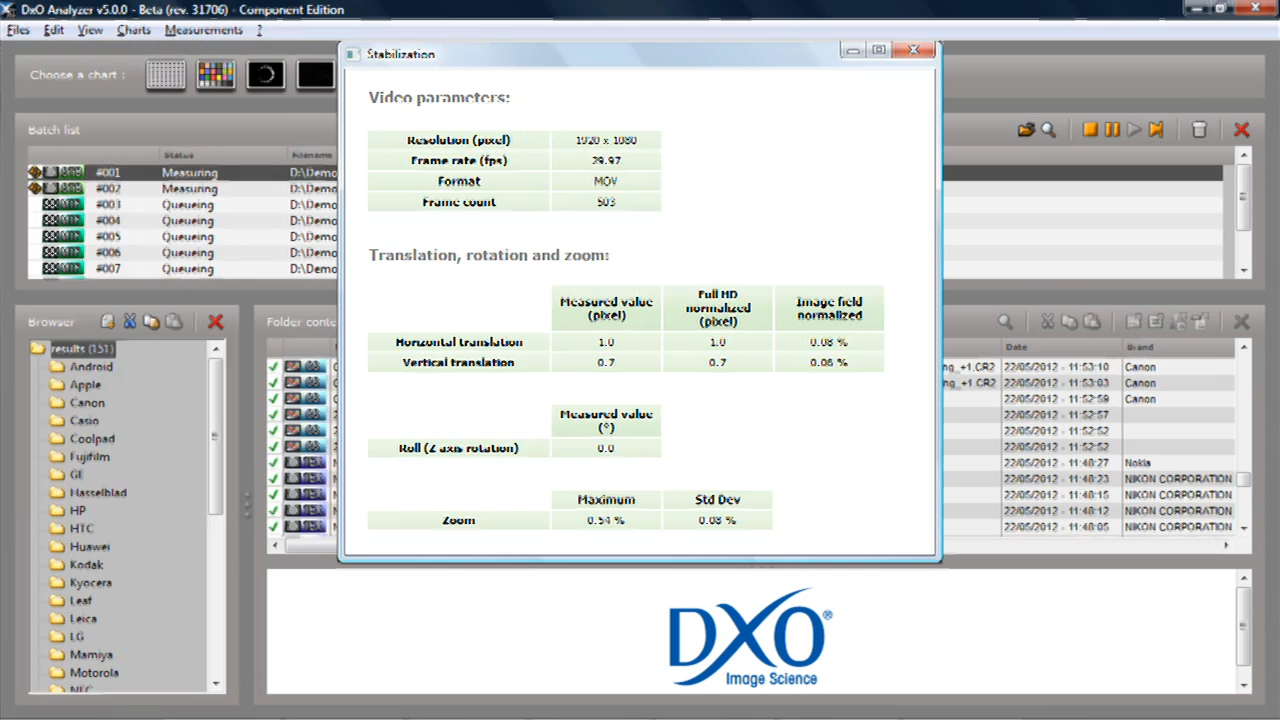 DxO Analyzer v5.0.0 - Beta (rev. 31706) - Component Edition
Files Edit View Charts Measurements ?
Choose a chart :
Batch list
Status Filename
#001 Measuring D:\Demo
#002 Measuring D:\Demo
#003 Queueing D:\Demo
#004 Queueing D:\Demo
#005 Queueing D:\Demo
#006 Queueing D:\Demo
#007 Queueing D:\Demo
Stabilization
Video parameters:
Resolution (pixel) 1920 x 1080
Frame rate (fps) 29.97
Format MOV
Frame count 503
Translation, rotation and zoom:
Measured value (pixel)
Full HD normalized (pixel)
Image field normalized
Horizontal translation 1.0 1.0 0.08 %
Vertical translation 0.7 0.7 0.06 %
Measured value (°)
Roll (Z axis rotation) 0.0
Maximum Std Dev
Zoom 0.54 % 0.08 %
Browser
results (151)
Android
Apple
Canon
Casio
Coolpad
Fujifilm
GE
Hasselblad
HP
HTC
Huawei
Kodak
Kyocera
Leaf
Leica
LG
Mamiya
Motorola
NEC
Folder conte
Date Brand
ng_+1.CR2 22/05/2012 - 11:53:10 Canon
ng_+1.CR2 22/05/2012 - 11:53:03 Canon
22/05/2012 - 11:52:59 Canon
22/05/2012 - 11:52:57
22/05/2012 - 11:52:52
22/05/2012 - 11:52:52
22/05/2012 - 11:48:27 Nokia
22/05/2012 - 11:48:23 NIKON CORPORATION
22/05/2012 - 11:48:15 NIKON CORPORATION
22/05/2012 - 11:48:12 NIKON CORPORATION
22/05/2012 - 11:48:05 NIKON CORPORATION
DXO®
Image Science